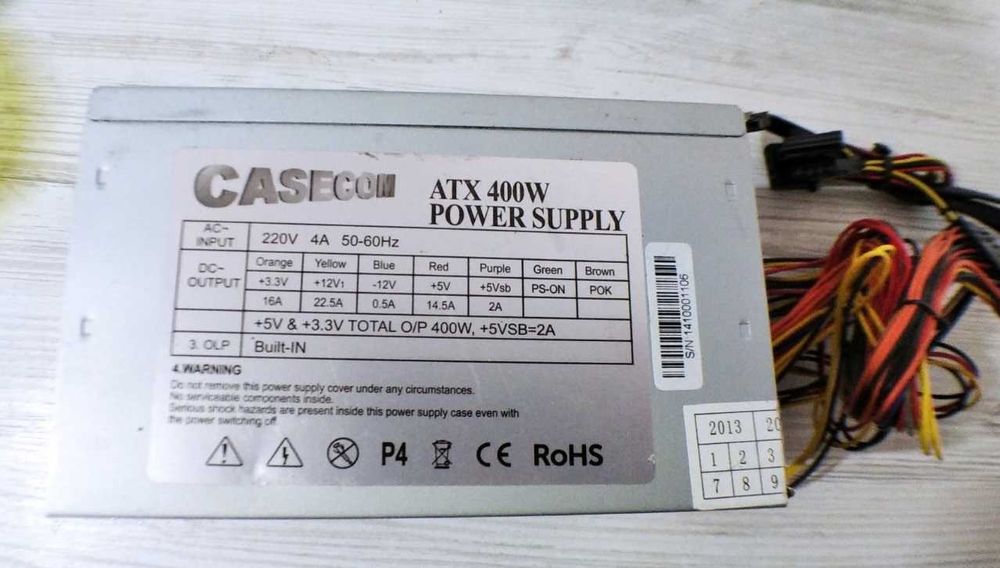 CASECOM
ATX 400W
POWER SUPPLY
AC~ INPUT 220V 4A 50-60Hz
DC~ OUTPUT Orange Yellow Blue Red Purple Green Brown
+3.3V +12V1 -12V +5V +5Vsb PS-ON POK
16A 22.5A 0.5A 14.5A 2A
+5V & +3.3V TOTAL O/P 400W, +5VSB=2A
3. OLP Built-IN
4.WARNING
Do not remove this power supply cover under any circumstances.
No serviceable components inside.
Serious shock hazards are present inside this power supply case even with
the power switching off.
P4 CE RoHS
S/N:1410001106
2013 20
1 2 3
7 8 9